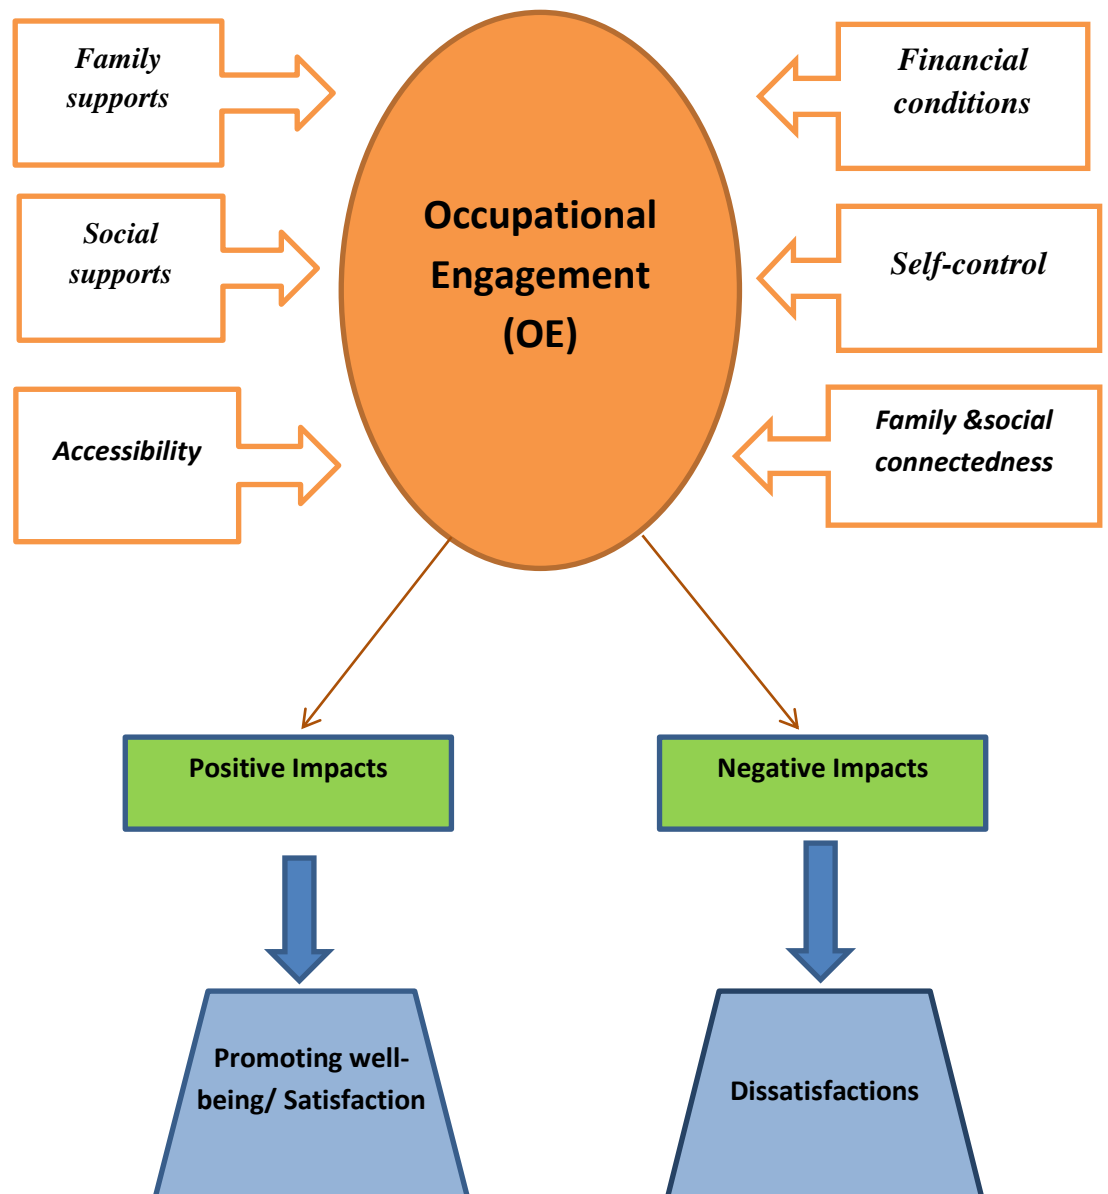 Family
supports
Financial
conditions
Occupational
Engagement
(OE)
Social
supports
Self-control
Accessibility
Family &social
connectedness
Positive Impacts
Negative Impacts
Promoting well-
being/ Satisfaction
Dissatisfactions